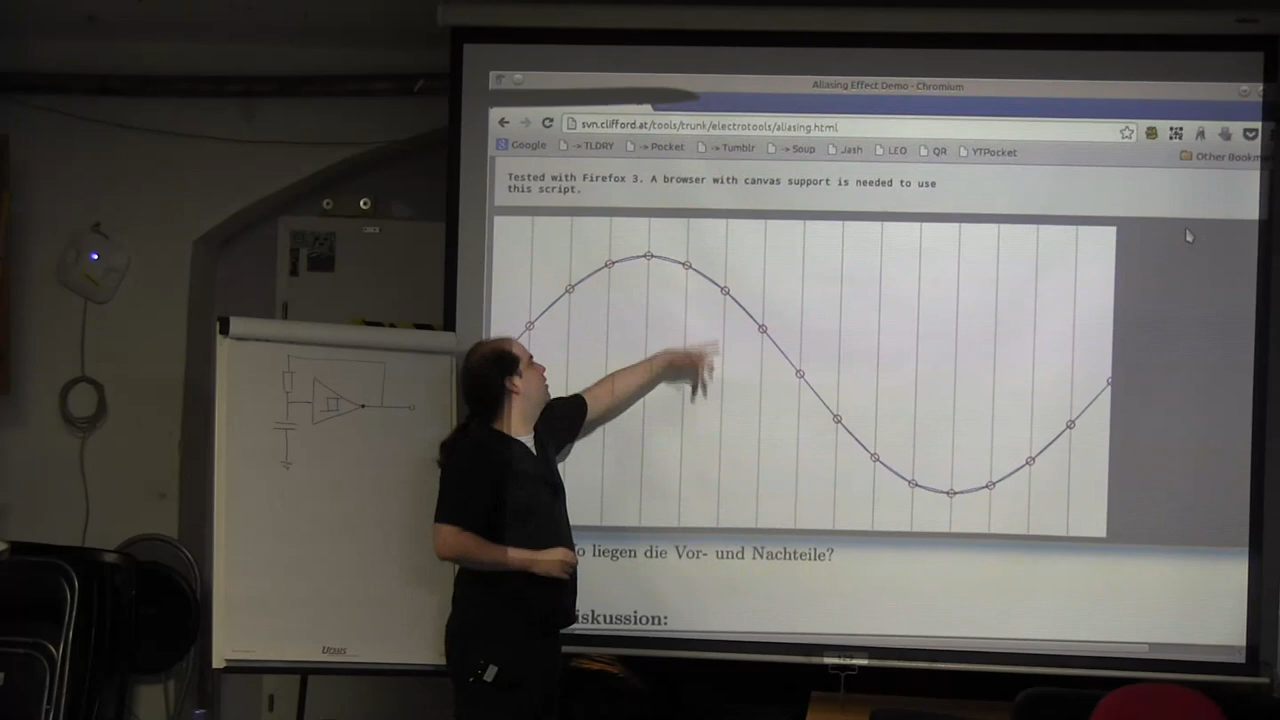 Aliasing Effect Demo - Chromium
svn.clifford.at/tools/trunk/electrotools/aliasing.html
Google -> TLDRY -> Pocket -> Tumblr -> Soup Jash LEO QR YTPocket Other Bookm
Tested with Firefox 3. A browser with canvas support is needed to use
this script.
o liegen die Vor- und Nachteile?
iskussion: